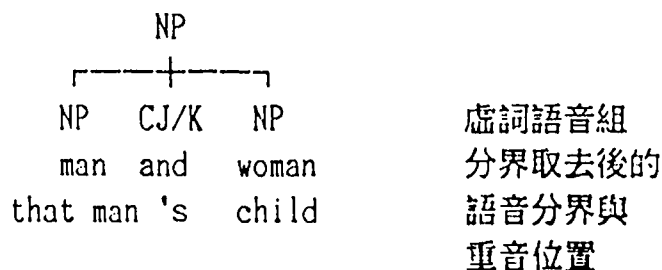 NP
NP CJ/K NP 虛詞語音組
man and woman 分界取去後的
that man 's child 語音分界與
重音位置